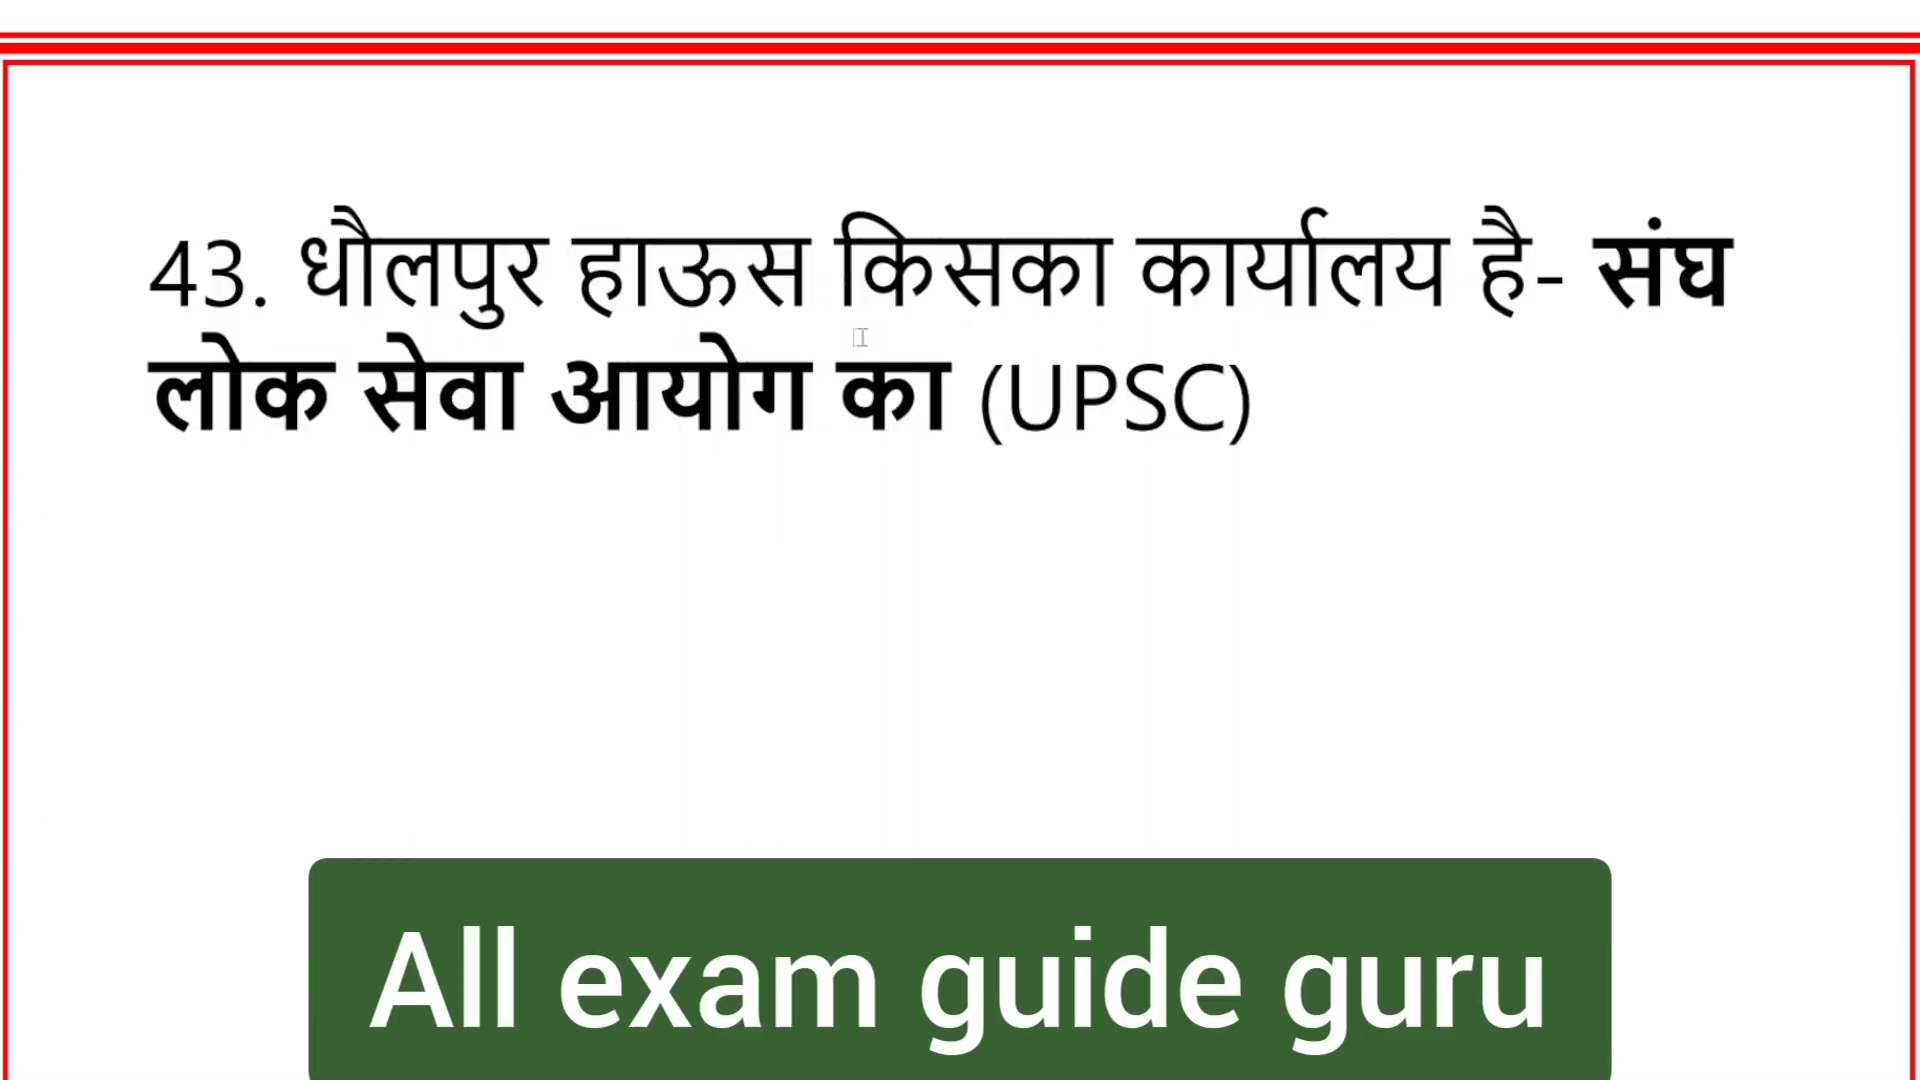 43. धौलपुर हाऊस किसका कार्यालय है- संघ
लोक सेवा आयोग का (UPSC)
All exam guide guru